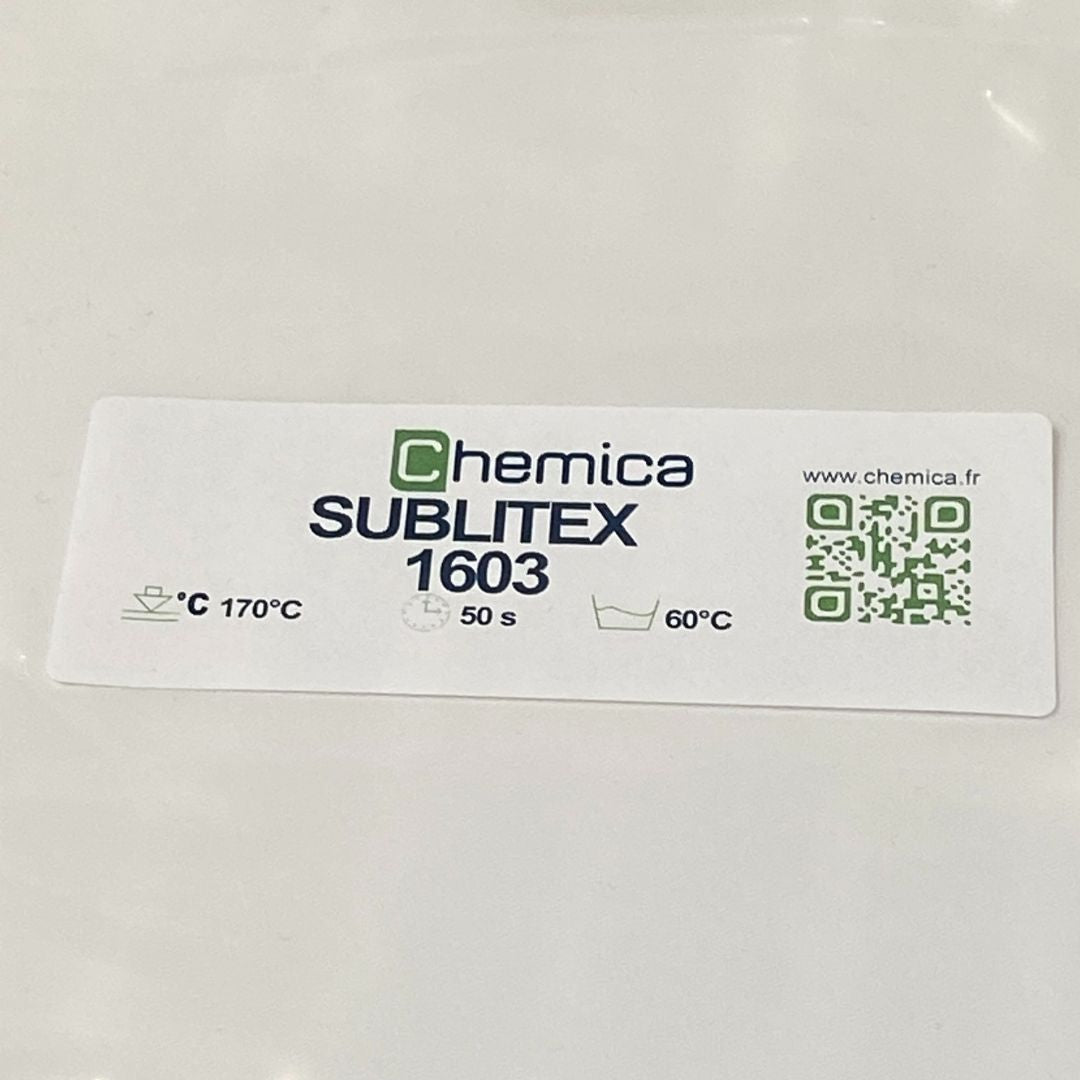 Chemica
www.chemica.fr
SUBLITEX
1603
°C 170°C
50 s
60°C